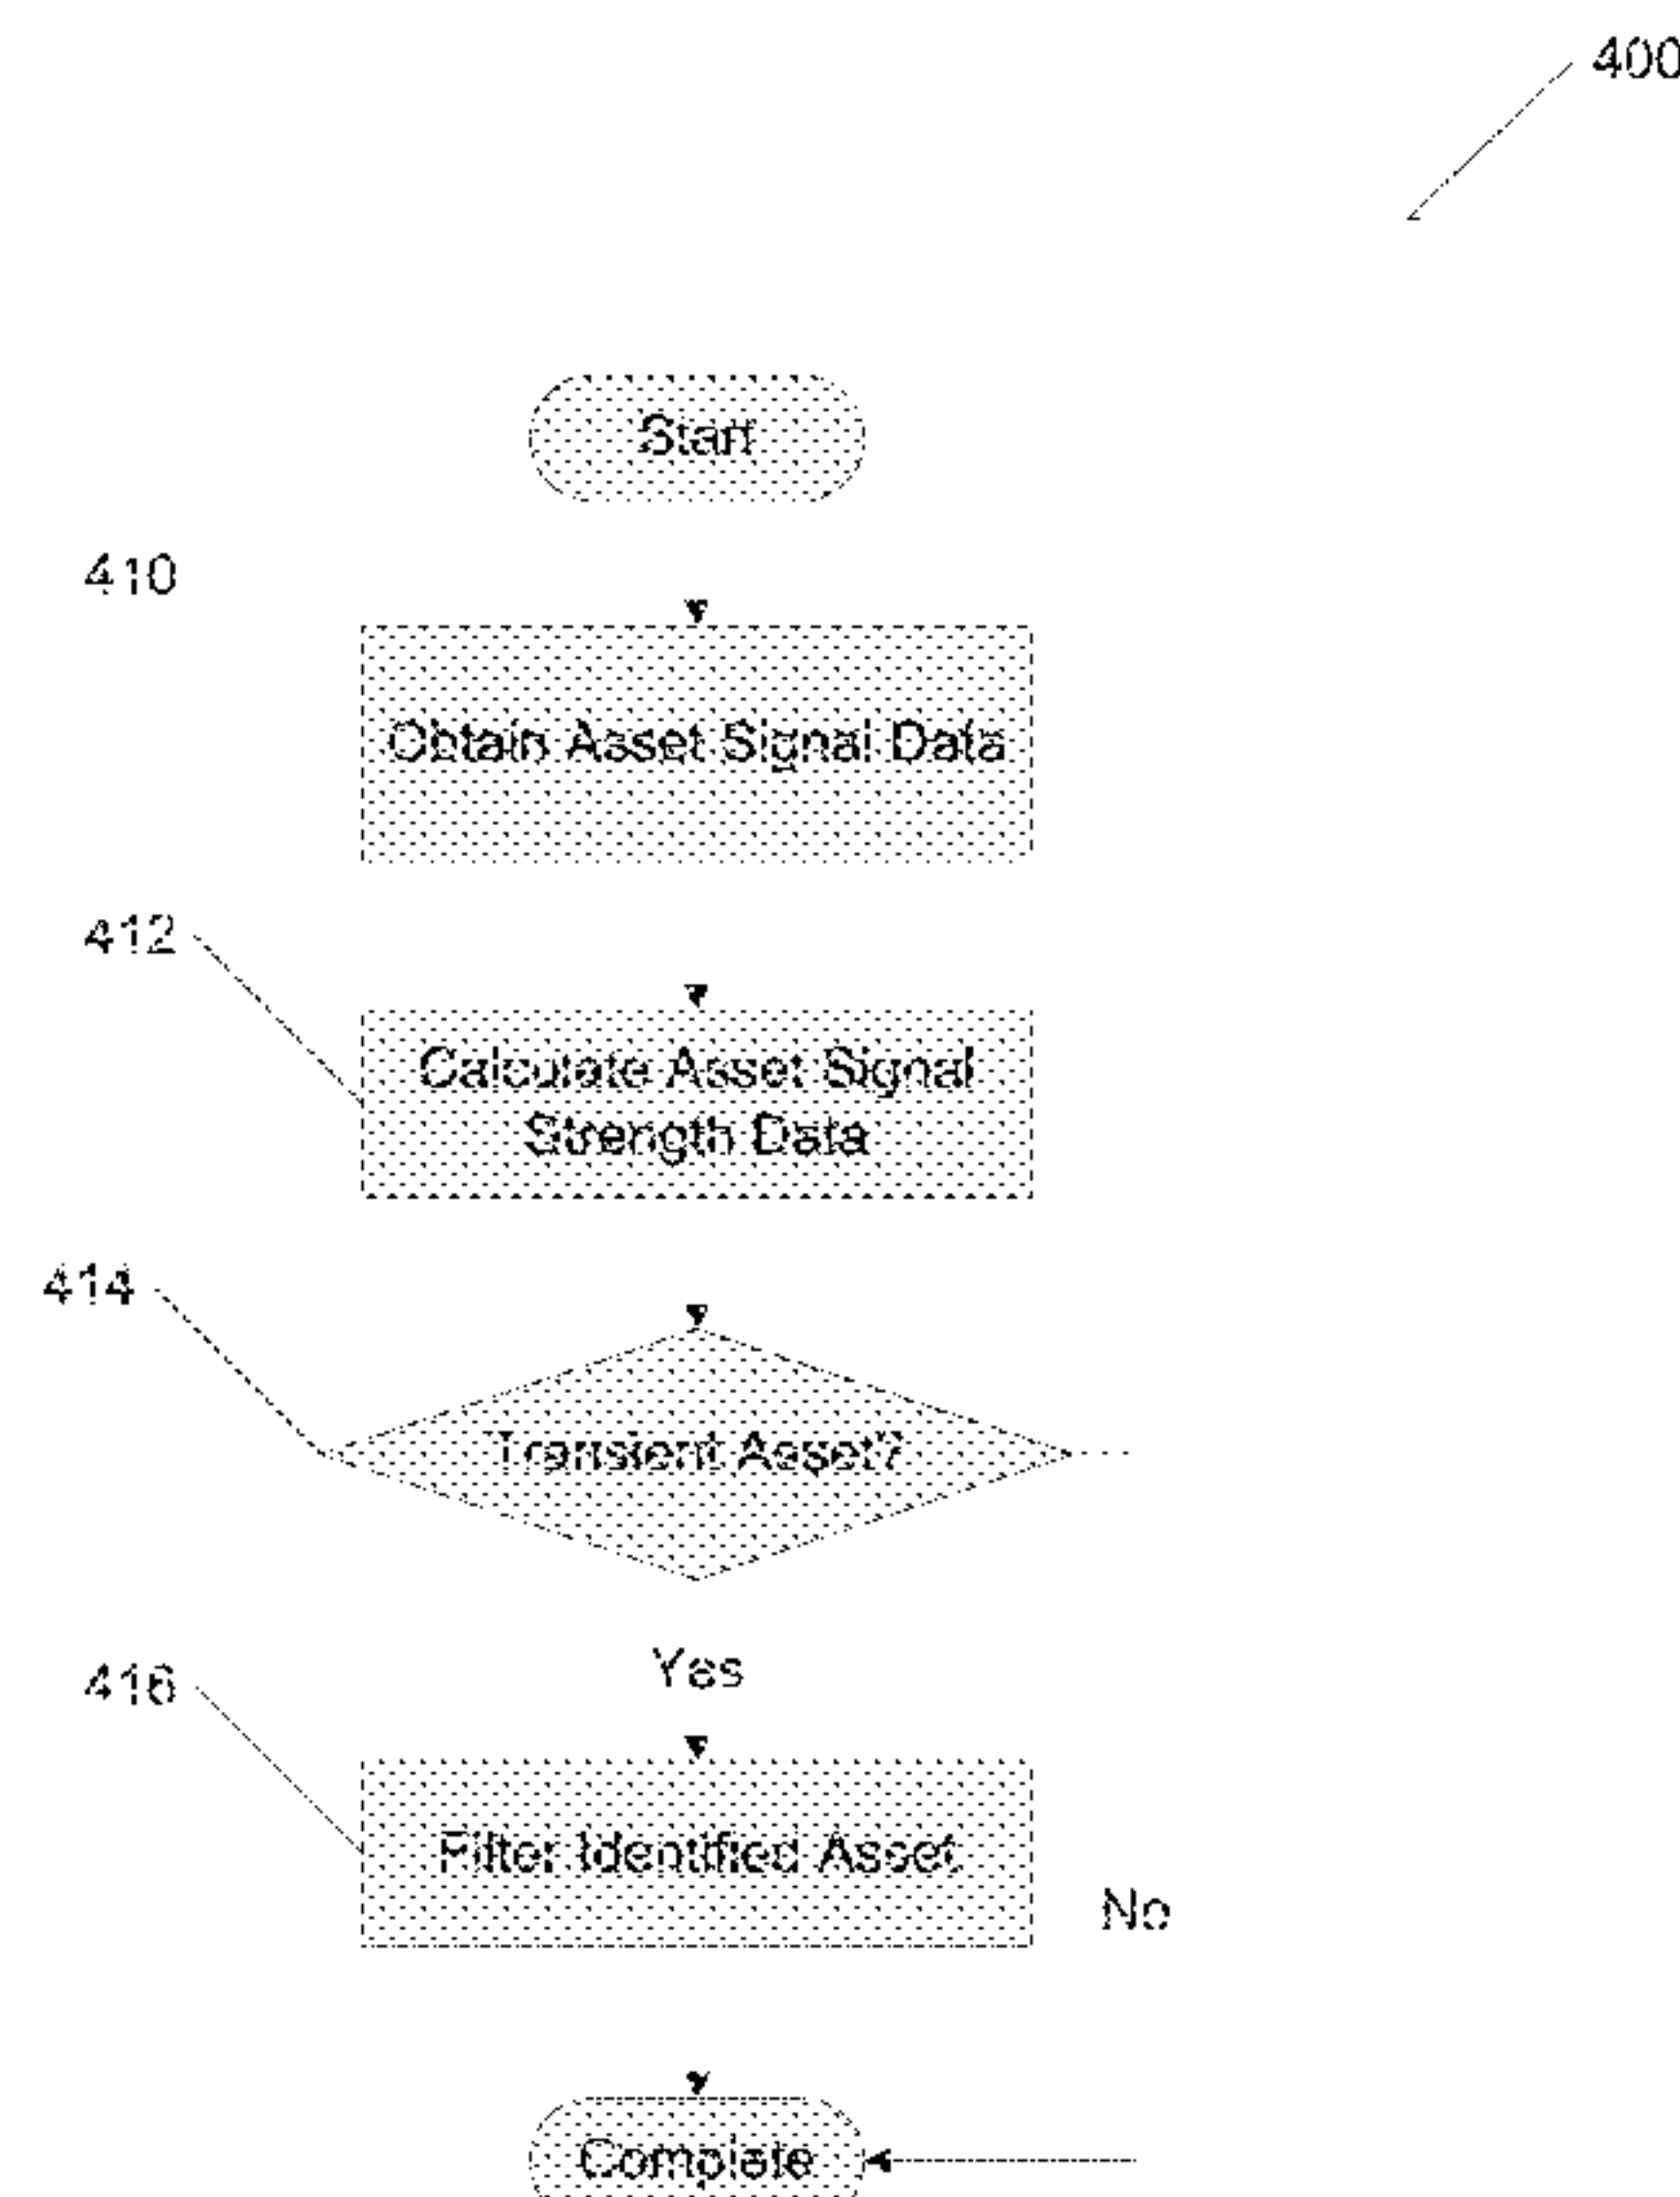 400
Start
410
Obtain Asset Signal Data
412
Calculate Asset Signal
Strength Data
414
Transient Asset?
Yes
416
Filter Identified Asset
No
Complete